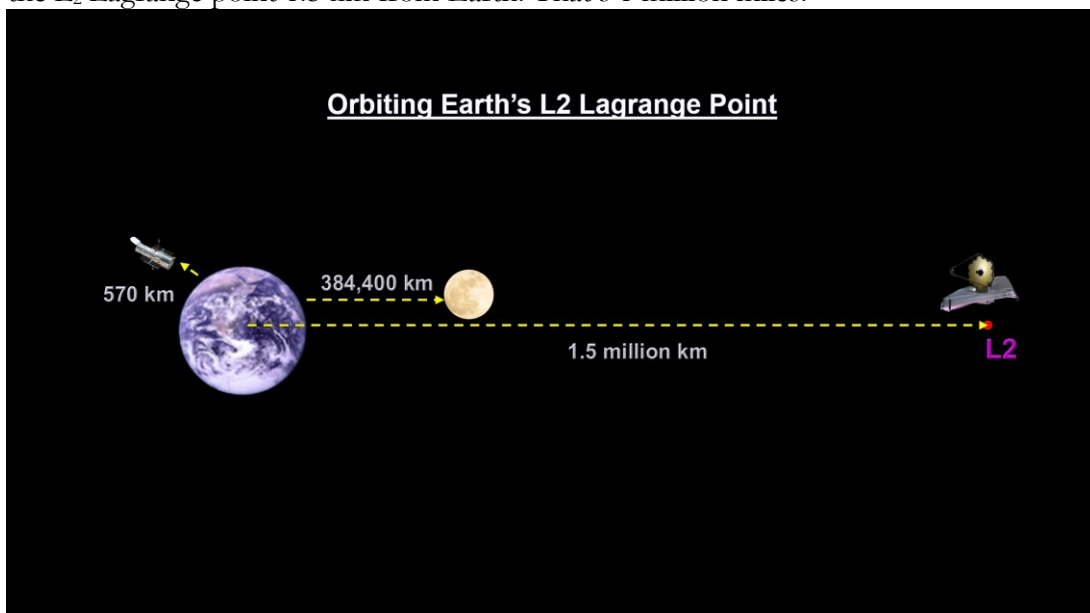 Orbiting Earth's L2 Lagrange Point
570 km
384,400 km
1.5 million km
L2